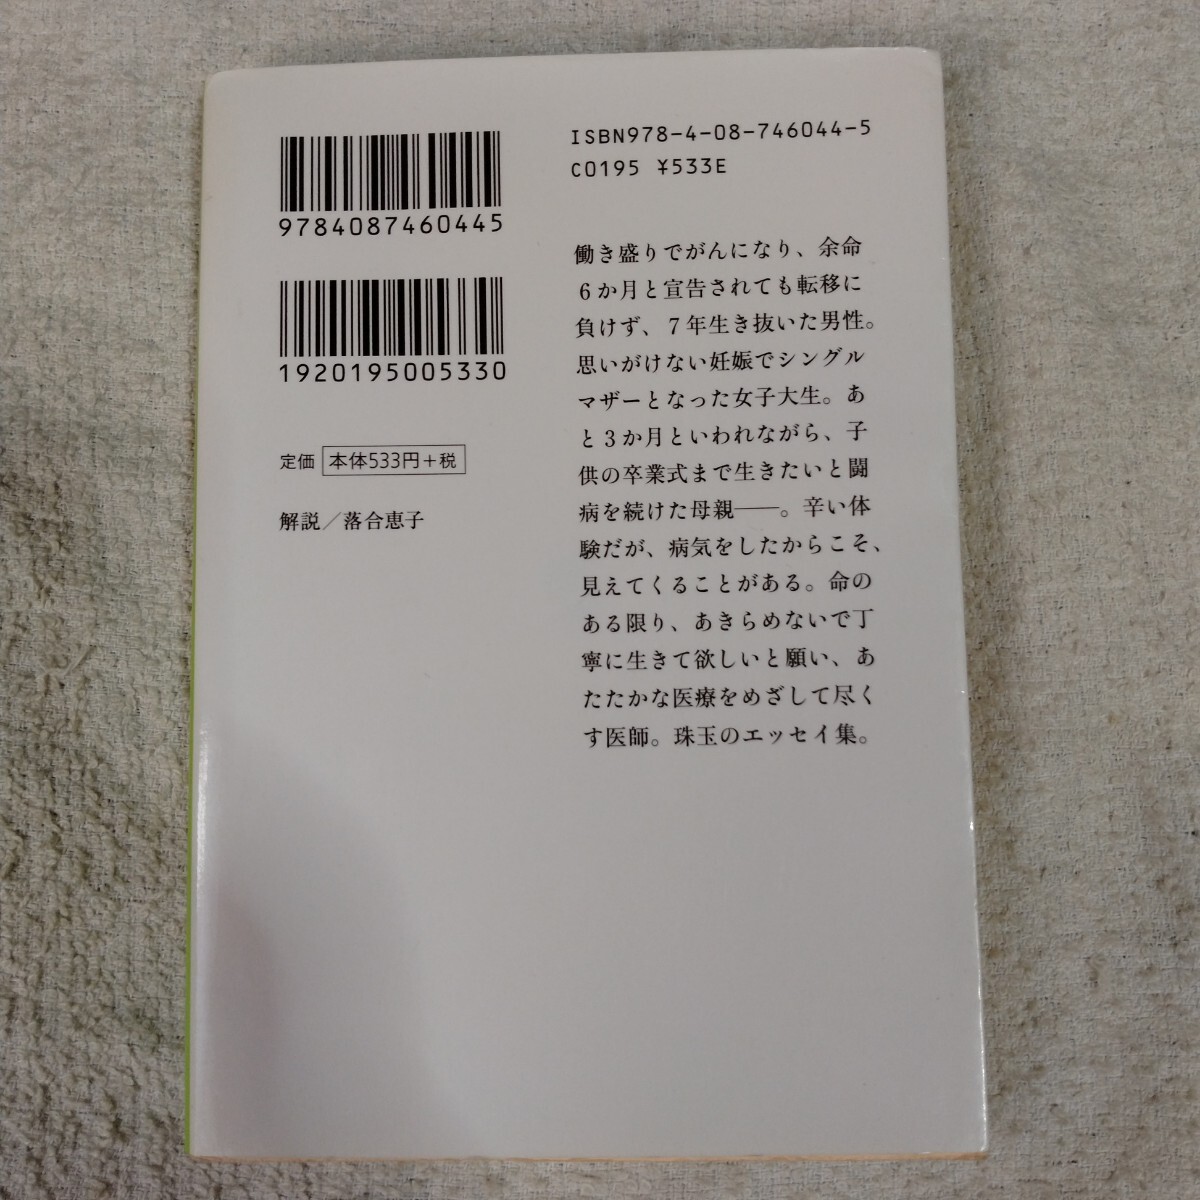 ISBN978-4-08-746044-5
C0195 ¥533E
9784087460445
1920195005330
定価 本体533円+税
解説／落合恵子
働き盛りでがんになり、余命
６か月と宣告されても転移に
負けず、７年生き抜いた男性。
思いがけない妊娠でシングル
マザーとなった女子大生。あ
と３か月といわれながら、子
供の卒業式まで生きたいと闘
病を続けた母親──。辛い体
験だが、病気をしたからこそ、
見えてくることがある。命の
ある限り、あきらめないで丁
寧に生きて欲しいと願い、あ
たたかな医療をめざして尽く
す医師。珠玉のエッセイ集。